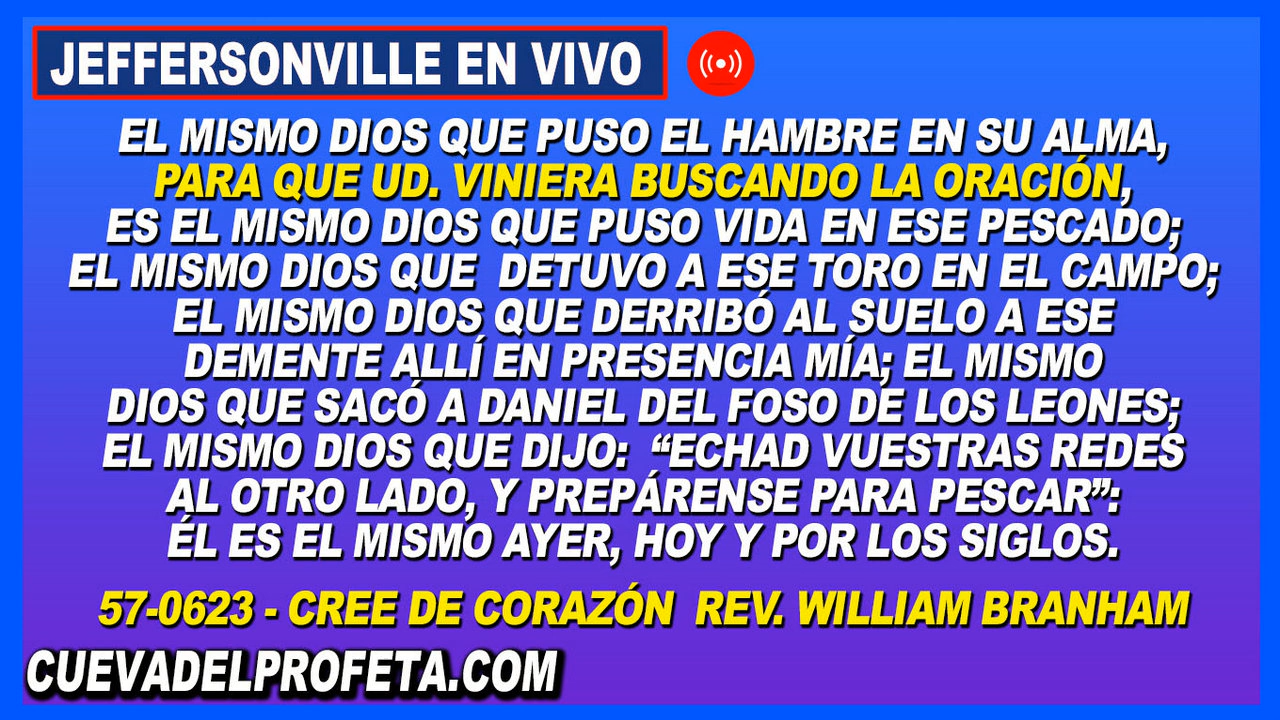 JEFFERSONVILLE EN VIVO
EL MISMO DIOS QUE PUSO EL HAMBRE EN SU ALMA,
PARA QUE UD. VINIERA BUSCANDO LA ORACIÓN,
ES EL MISMO DIOS QUE PUSO VIDA EN ESE PESCADO;
EL MISMO DIOS QUE DETUVO A ESE TORO EN EL CAMPO;
EL MISMO DIOS QUE DERRIBÓ AL SUELO A ESE
DEMENTE ALLÍ EN PRESENCIA MÍA; EL MISMO
DIOS QUE SACÓ A DANIEL DEL FOSO DE LOS LEONES;
EL MISMO DIOS QUE DIJO: “ECHAD VUESTRAS REDES
AL OTRO LADO, Y PREPÁRENSE PARA PESCAR”:
ÉL ES EL MISMO AYER, HOY Y POR LOS SIGLOS.
57-0623 - CREE DE CORAZÓN REV. WILLIAM BRANHAM
CUEVADELPROFETA.COM